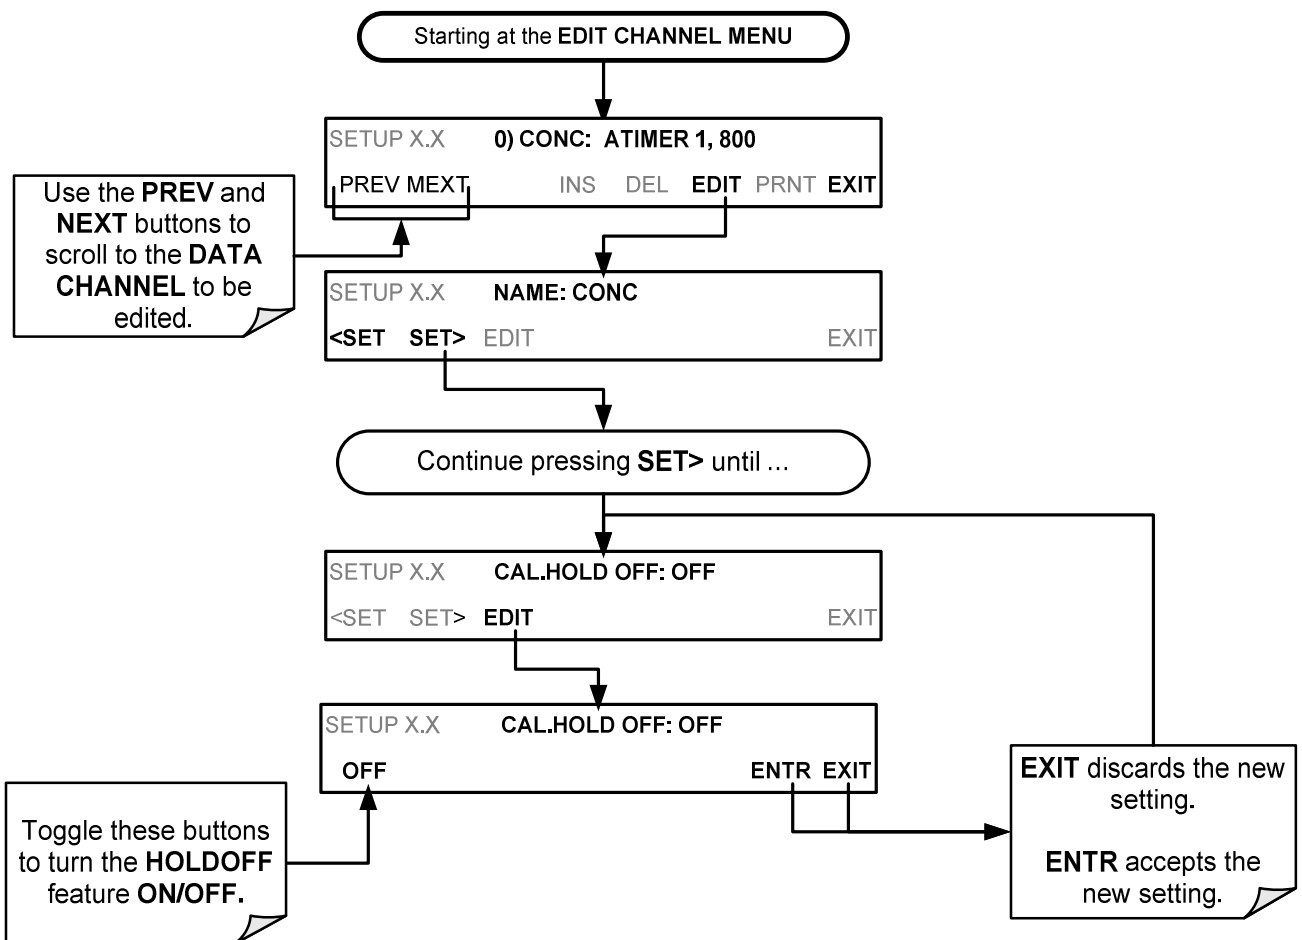 Starting at the EDIT CHANNEL MENU
SETUP X.X 0) CONC: ATIMER 1, 800
PREV MEXT INS DEL EDIT PRNT EXIT
Use the PREV and
NEXT buttons to
scroll to the DATA
CHANNEL to be
edited.
SETUP X.X NAME: CONC
<SET SET> EDIT EXIT
Continue pressing SET> until ...
SETUP X.X CAL.HOLD OFF: OFF
<SET SET> EDIT EXIT
SETUP X.X CAL.HOLD OFF: OFF
OFF ENTR EXIT
Toggle these buttons
to turn the HOLDOFF
feature ON/OFF.
EXIT discards the new
setting.
ENTR accepts the
new setting.